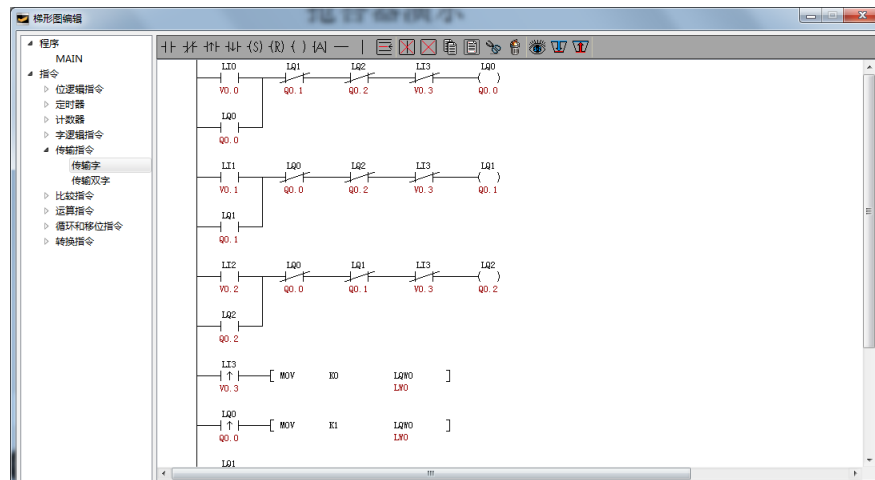 梯形图编辑
程序
MAIN
指令
位逻辑指令
定时器
计数器
字逻辑指令
传输指令
传输字
传输双字
比较指令
运算指令
循环和移位指令
转换指令
(S) (R) ( ) (A)
LI0 LQ1 LQ2 LI3 LQ0
V0.0 Q0.1 Q0.2 V0.3 Q0.0
LQ0
Q0.0
LI1 LQ0 LQ2 LI3 LQ1
V0.1 Q0.0 Q0.2 V0.3 Q0.1
LQ1
Q0.1
LI2 LQ0 LQ1 LI3 LQ2
V0.2 Q0.0 Q0.1 V0.3 Q0.2
LQ2
Q0.2
LI3
MOV K0 LQW0
V0.3 LW0
LQ0
MOV K1 LQW0
Q0.0 LW0
LQ1